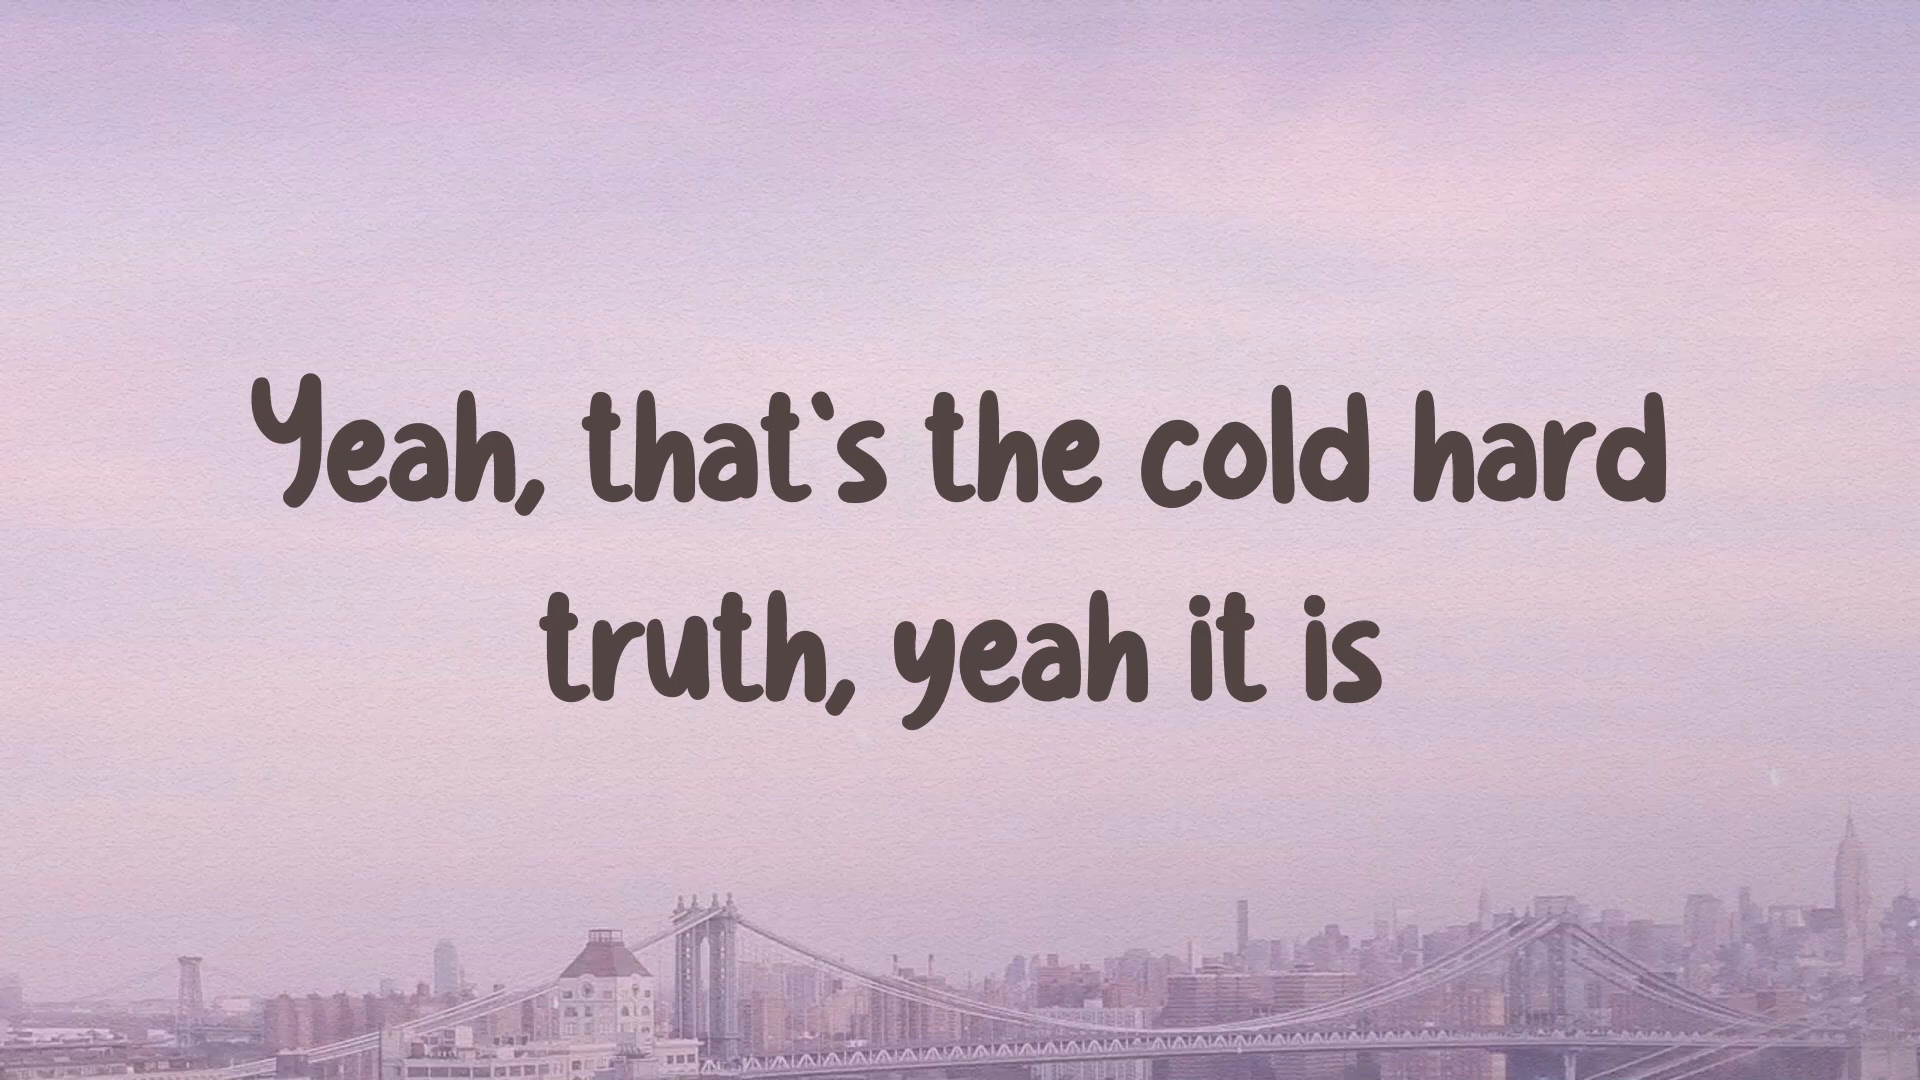 Yeah, that`s the cold hard
truth, yeah it is